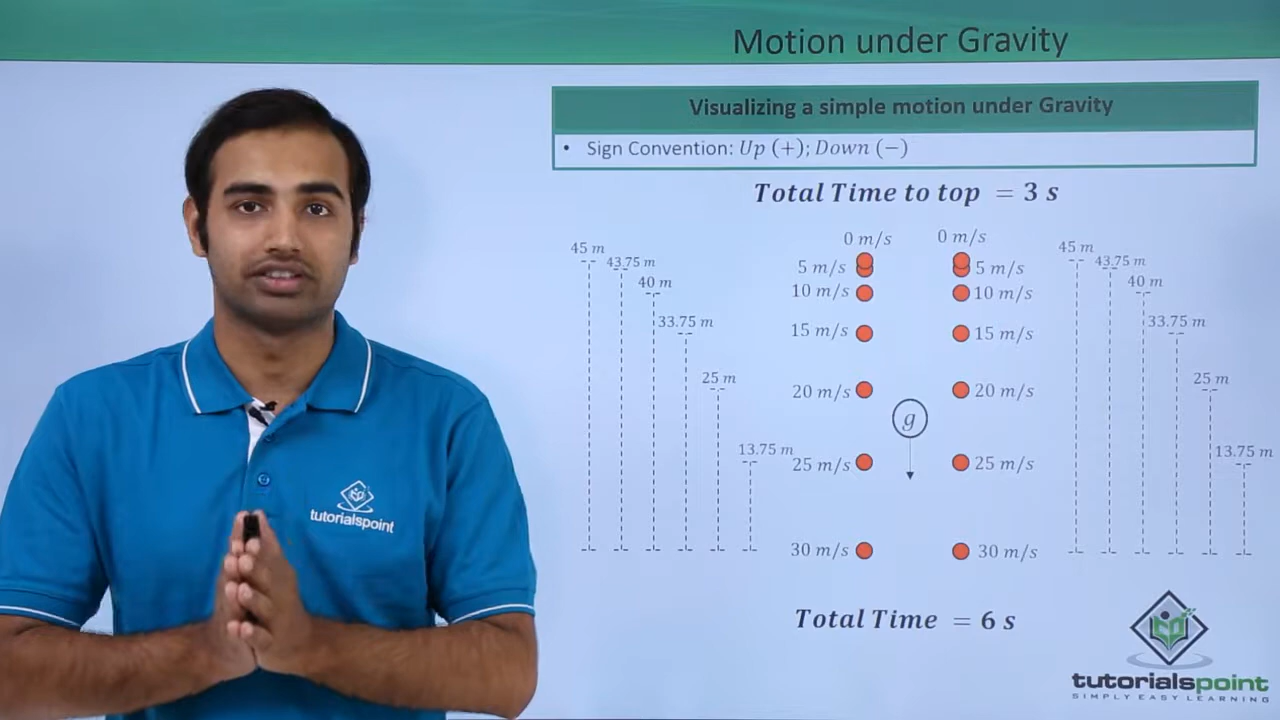 Motion under Gravity
Visualizing a simple motion under Gravity
• Sign Convention: Up (+); Down (−)
Total Time to top = 3 s
0 m/s 0 m/s
45 m 45 m
43.75 m 5 m/s 5 m/s 43.75 m
40 m 10 m/s 10 m/s 40 m
33.75 m 15 m/s 15 m/s 33.75 m
25 m 20 m/s 20 m/s 25 m
g
13.75 m 25 m/s 25 m/s 13.75 m
30 m/s 30 m/s
tutorialspoint
Total Time = 6 s
tutorialspoint
SIMPLY EASY LEARNING